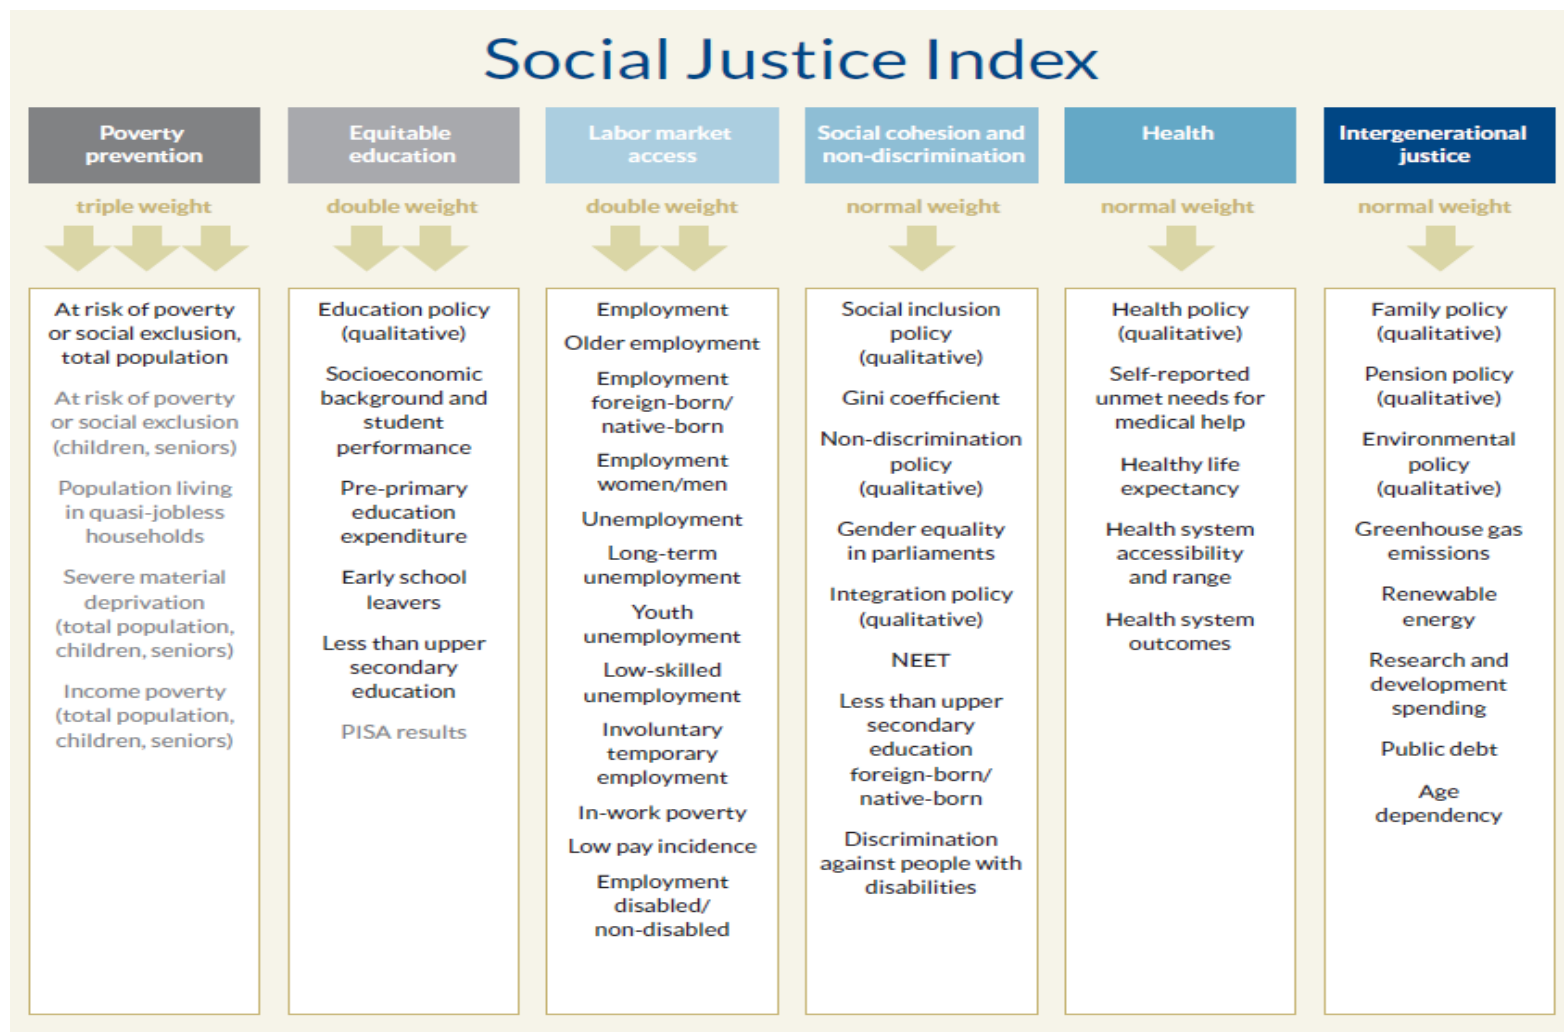 Social Justice Index
Poverty
prevention
triple weight
At risk of poverty
or social exclusion,
total population
At risk of poverty
or social exclusion
(children, seniors)
Population living
in quasi-jobless
households
Severe material
deprivation
(total population,
children, seniors)
Income poverty
(total population,
children, seniors)
Equitable
education
double weight
Education policy
(qualitative)
Socioeconomic
background and
student
performance
Pre-primary
education
expenditure
Early school
leavers
Less than upper
secondary
education
PISA results
Labor market
access
double weight
Employment
Older employment
Employment
foreign-born/
native-born
Employment
women/men
Unemployment
Long-term
unemployment
Youth
unemployment
Low-skilled
unemployment
Involuntary
temporary
employment
In-work poverty
Low pay incidence
Employment
disabled/
non-disabled
Social cohesion and
non-discrimination
normal weight
Social inclusion
policy
(qualitative)
Gini coefficient
Non-discrimination
policy
(qualitative)
Gender equality
in parliaments
Integration policy
(qualitative)
NEET
Less than upper
secondary
education
foreign-born/
native-born
Discrimination
against people with
disabilities
Health
normal weight
Health policy
(qualitative)
Self-reported
unmet needs for
medical help
Healthy life
expectancy
Health system
accessibility
and range
Health system
outcomes
Intergenerational
justice
normal weight
Family policy
(qualitative)
Pension policy
(qualitative)
Environmental
policy
(qualitative)
Greenhouse gas
emissions
Renewable
energy
Research and
development
spending
Public debt
Age
dependency